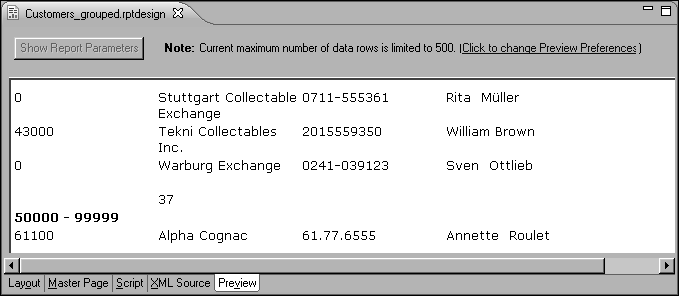 Customers_grouped.rptdesign
Show Report Parameters Note: Current maximum number of data rows is limited to 500. (Click to change Preview Preferences)
0 Stuttgart Collectable 0711-555361 Rita Müller
Exchange
43000 Tekni Collectables 2015559350 William Brown
Inc.
0 Warburg Exchange 0241-039123 Sven Ottlieb
37
50000 - 99999
61100 Alpha Cognac 61.77.6555 Annette Roulet
Layout Master Page Script XML Source Preview